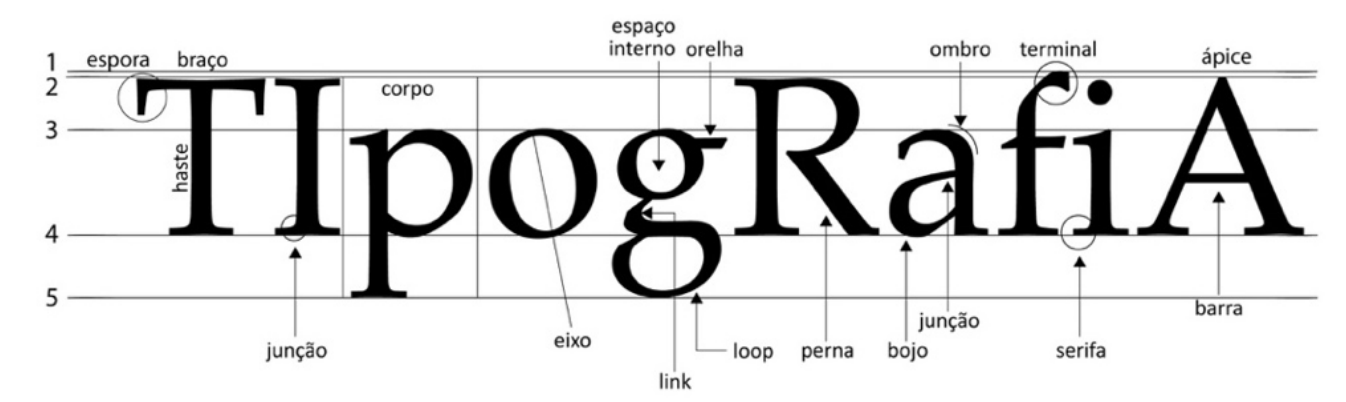 espaço
interno orelha
ombro terminal
1 espora braço ápice
2 corpo
3
haste
TIpogRafiA
4
5
junção eixo loop perna bojo junção serifa barra
link